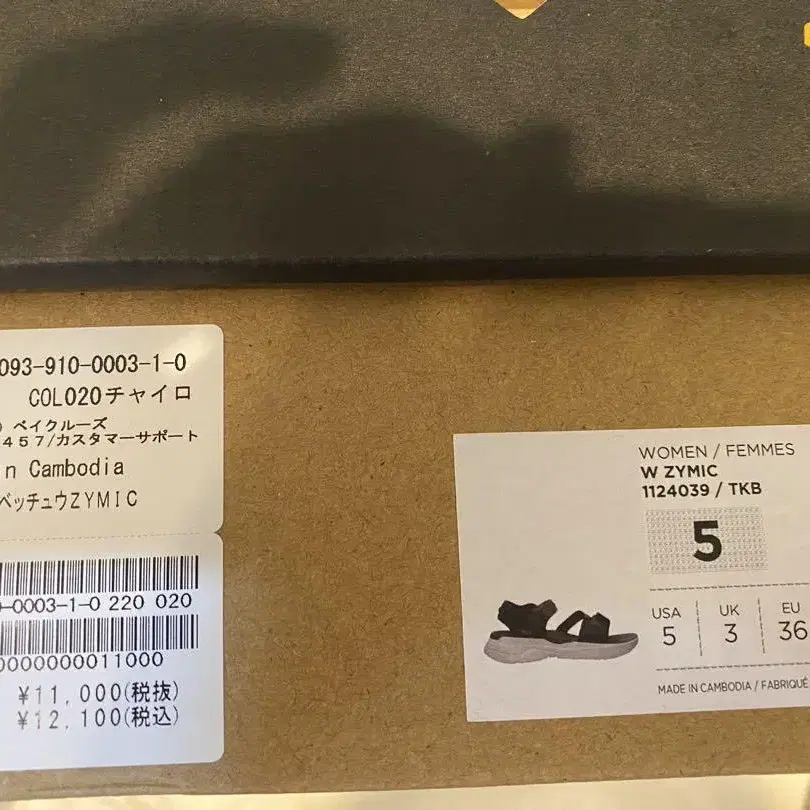 093-910-0003-1-0
COL020チャイロ
) ベイクルーズ
457/カスタマーサポート
n Cambodia
ベッチュウZYMIC
-0003-1-0 220 020
0000000011000
¥11,000(税抜)
¥12,100(税込)
WOMEN / FEMMES
W ZYMIC
1124039 / TKB
5
USA UK EU
5 3 36
MADE IN CAMBODIA / FABRIQUÉ